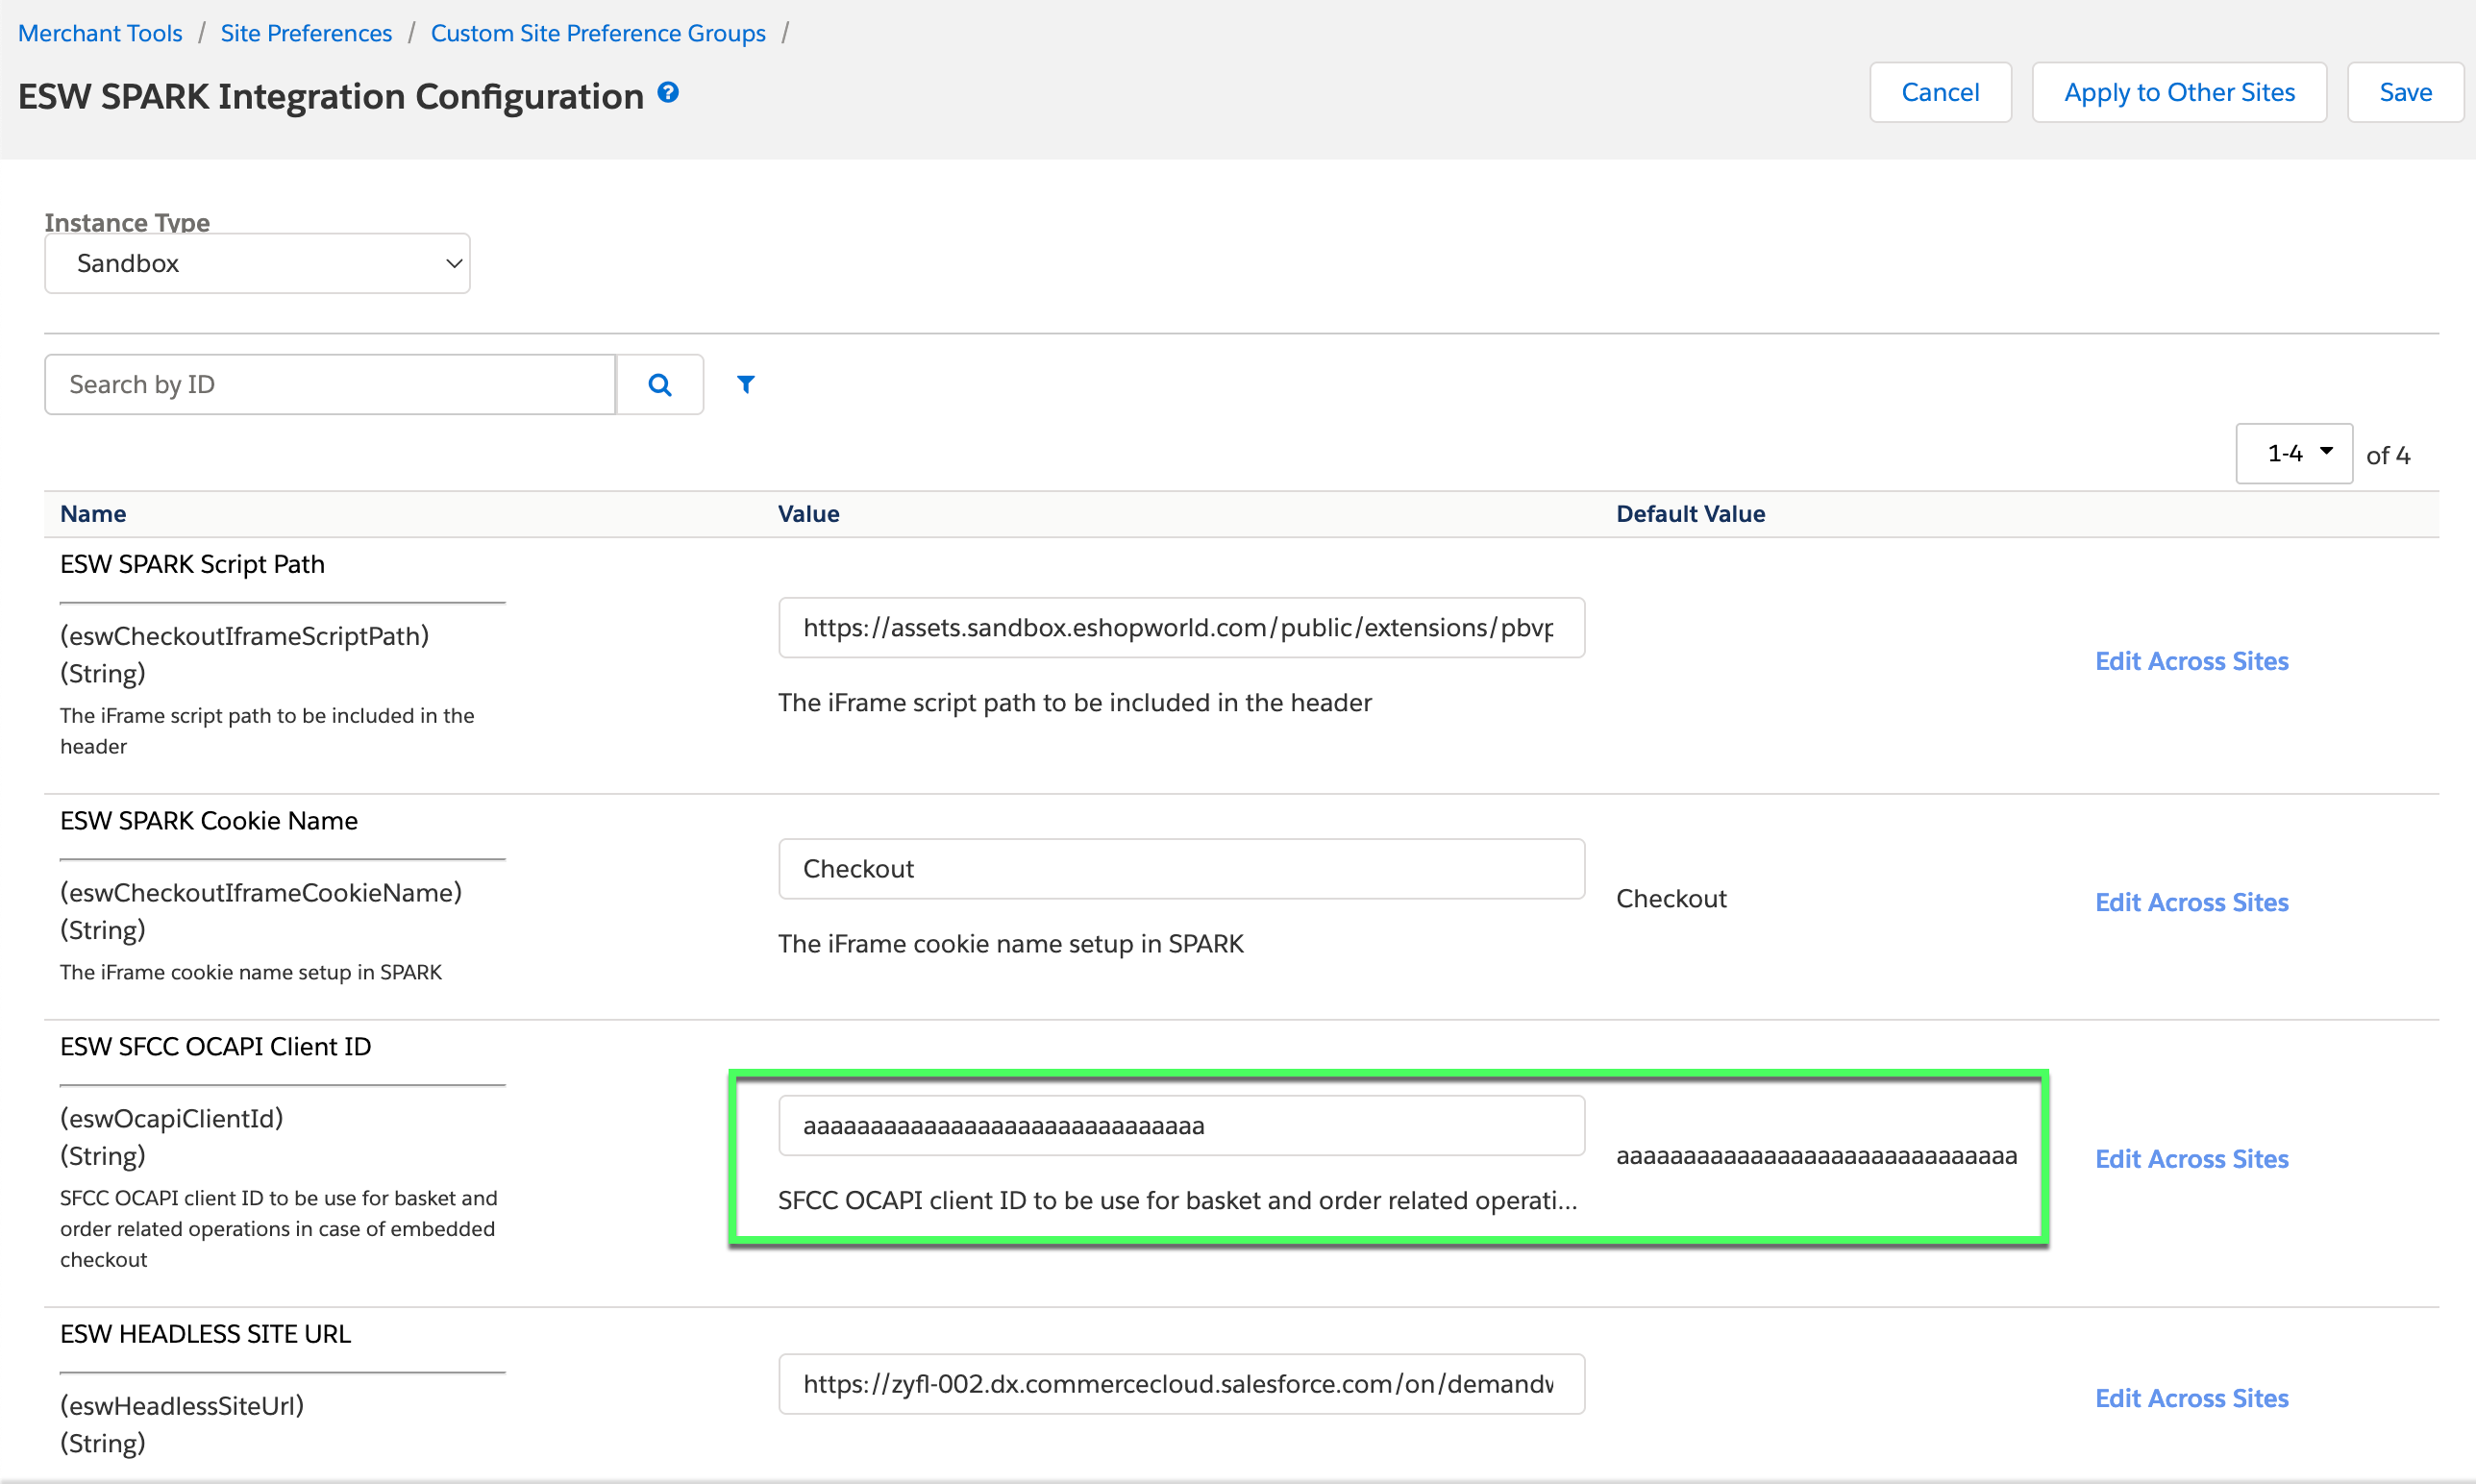 Merchant Tools / Site Preferences / Custom Site Preference Groups /
ESW SPARK Integration Configuration ?
Cancel
Apply to Other Sites
Save
Instance Type
Sandbox
Search by ID
1-4 of 4
Name Value Default Value
ESW SPARK Script Path
(eswCheckoutIframeScriptPath)
(String)
The iFrame script path to be included in the
header
https://assets.sandbox.eshopworld.com/public/extensions/pbvp
The iFrame script path to be included in the header
Edit Across Sites
ESW SPARK Cookie Name
(eswCheckoutIframeCookieName)
(String)
The iFrame cookie name setup in SPARK
Checkout
The iFrame cookie name setup in SPARK
Checkout
Edit Across Sites
ESW SFCC OCAPI Client ID
(eswOcapiClientId)
(String)
SFCC OCAPI client ID to be use for basket and
order related operations in case of embedded
checkout
aaaaaaaaaaaaaaaaaaaaaaaaaaaaaa
SFCC OCAPI client ID to be use for basket and order related operati...
aaaaaaaaaaaaaaaaaaaaaaaaaaaaaa
Edit Across Sites
ESW HEADLESS SITE URL
(eswHeadlessSiteUrl)
(String)
https://zyfl-002.dx.commercecloud.salesforce.com/on/demandw
Edit Across Sites